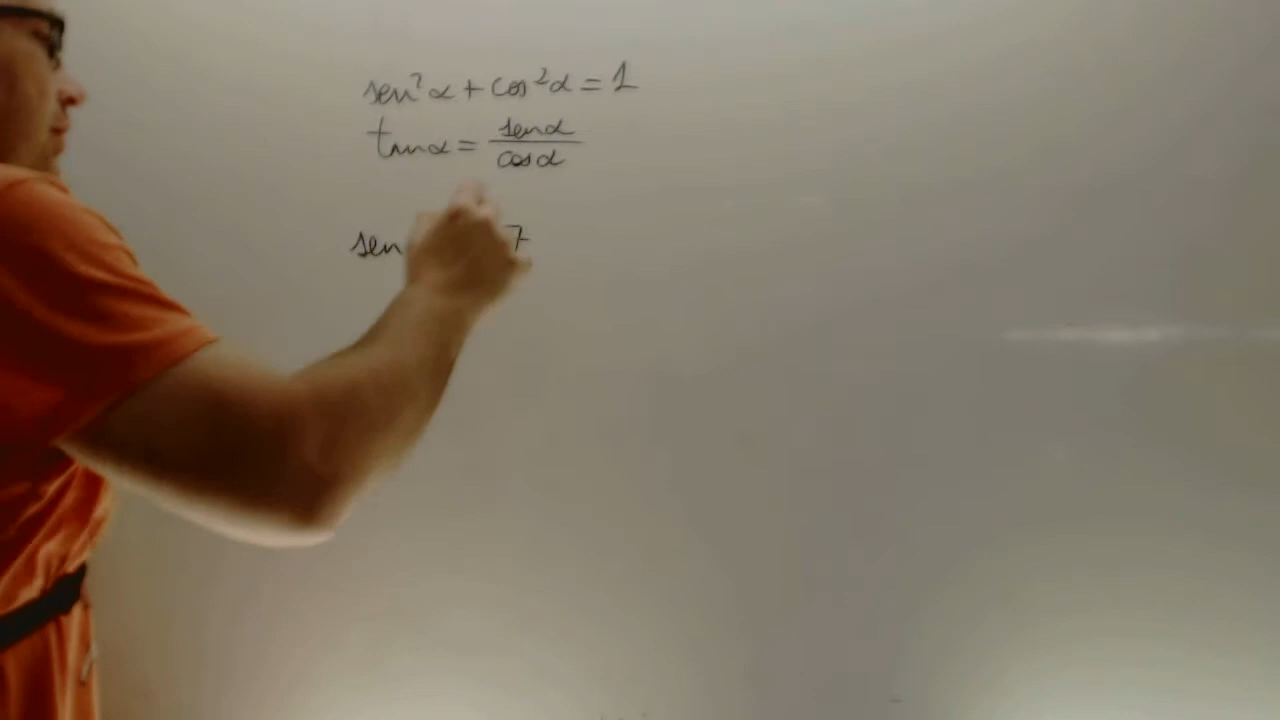 sen²α + cos²α = 1
tanα = senα/cosα
sen 7